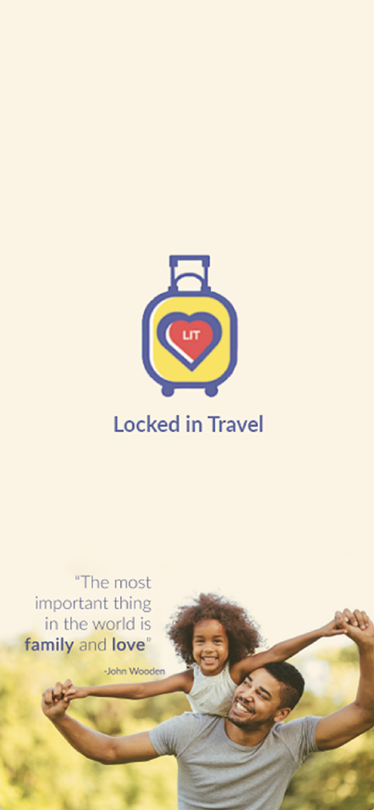 LIT
Locked in Travel
“The most
important thing
in the world is
family and love”
-John Wooden